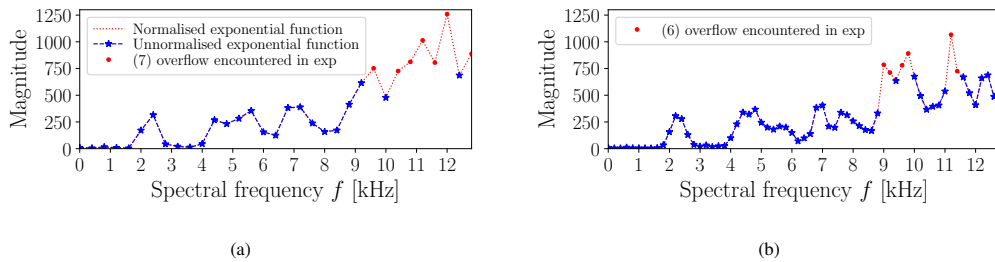 Normalised exponential function
Unnormalised exponential function
(7) overflow encountered in exp
Magnitude
1250
1000
750
500
250
0
0 1 2 3 4 5 6 7 8 9 10 11 12
Spectral frequency f [kHz]
(a)
(6) overflow encountered in exp
Magnitude
1250
1000
750
500
250
0
0 1 2 3 4 5 6 7 8 9 10 11 12
Spectral frequency f [kHz]
(b)